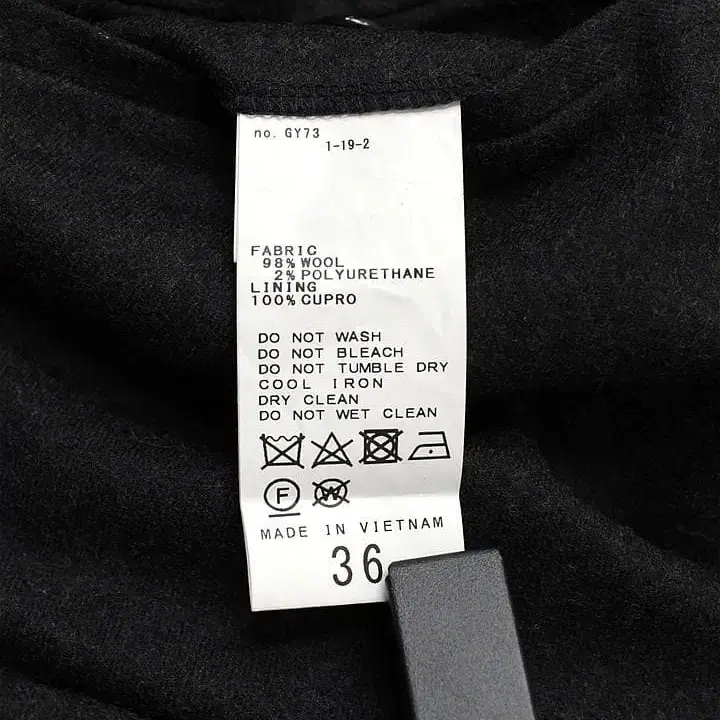 no. GY73
1-19-2
FABRIC
98% WOOL
2% POLYURETHANE
LINING
100% CUPRO
DO NOT WASH
DO NOT BLEACH
DO NOT TUMBLE DRY
COOL IRON
DRY CLEAN
DO NOT WET CLEAN
F W
MADE IN VIETNAM
36